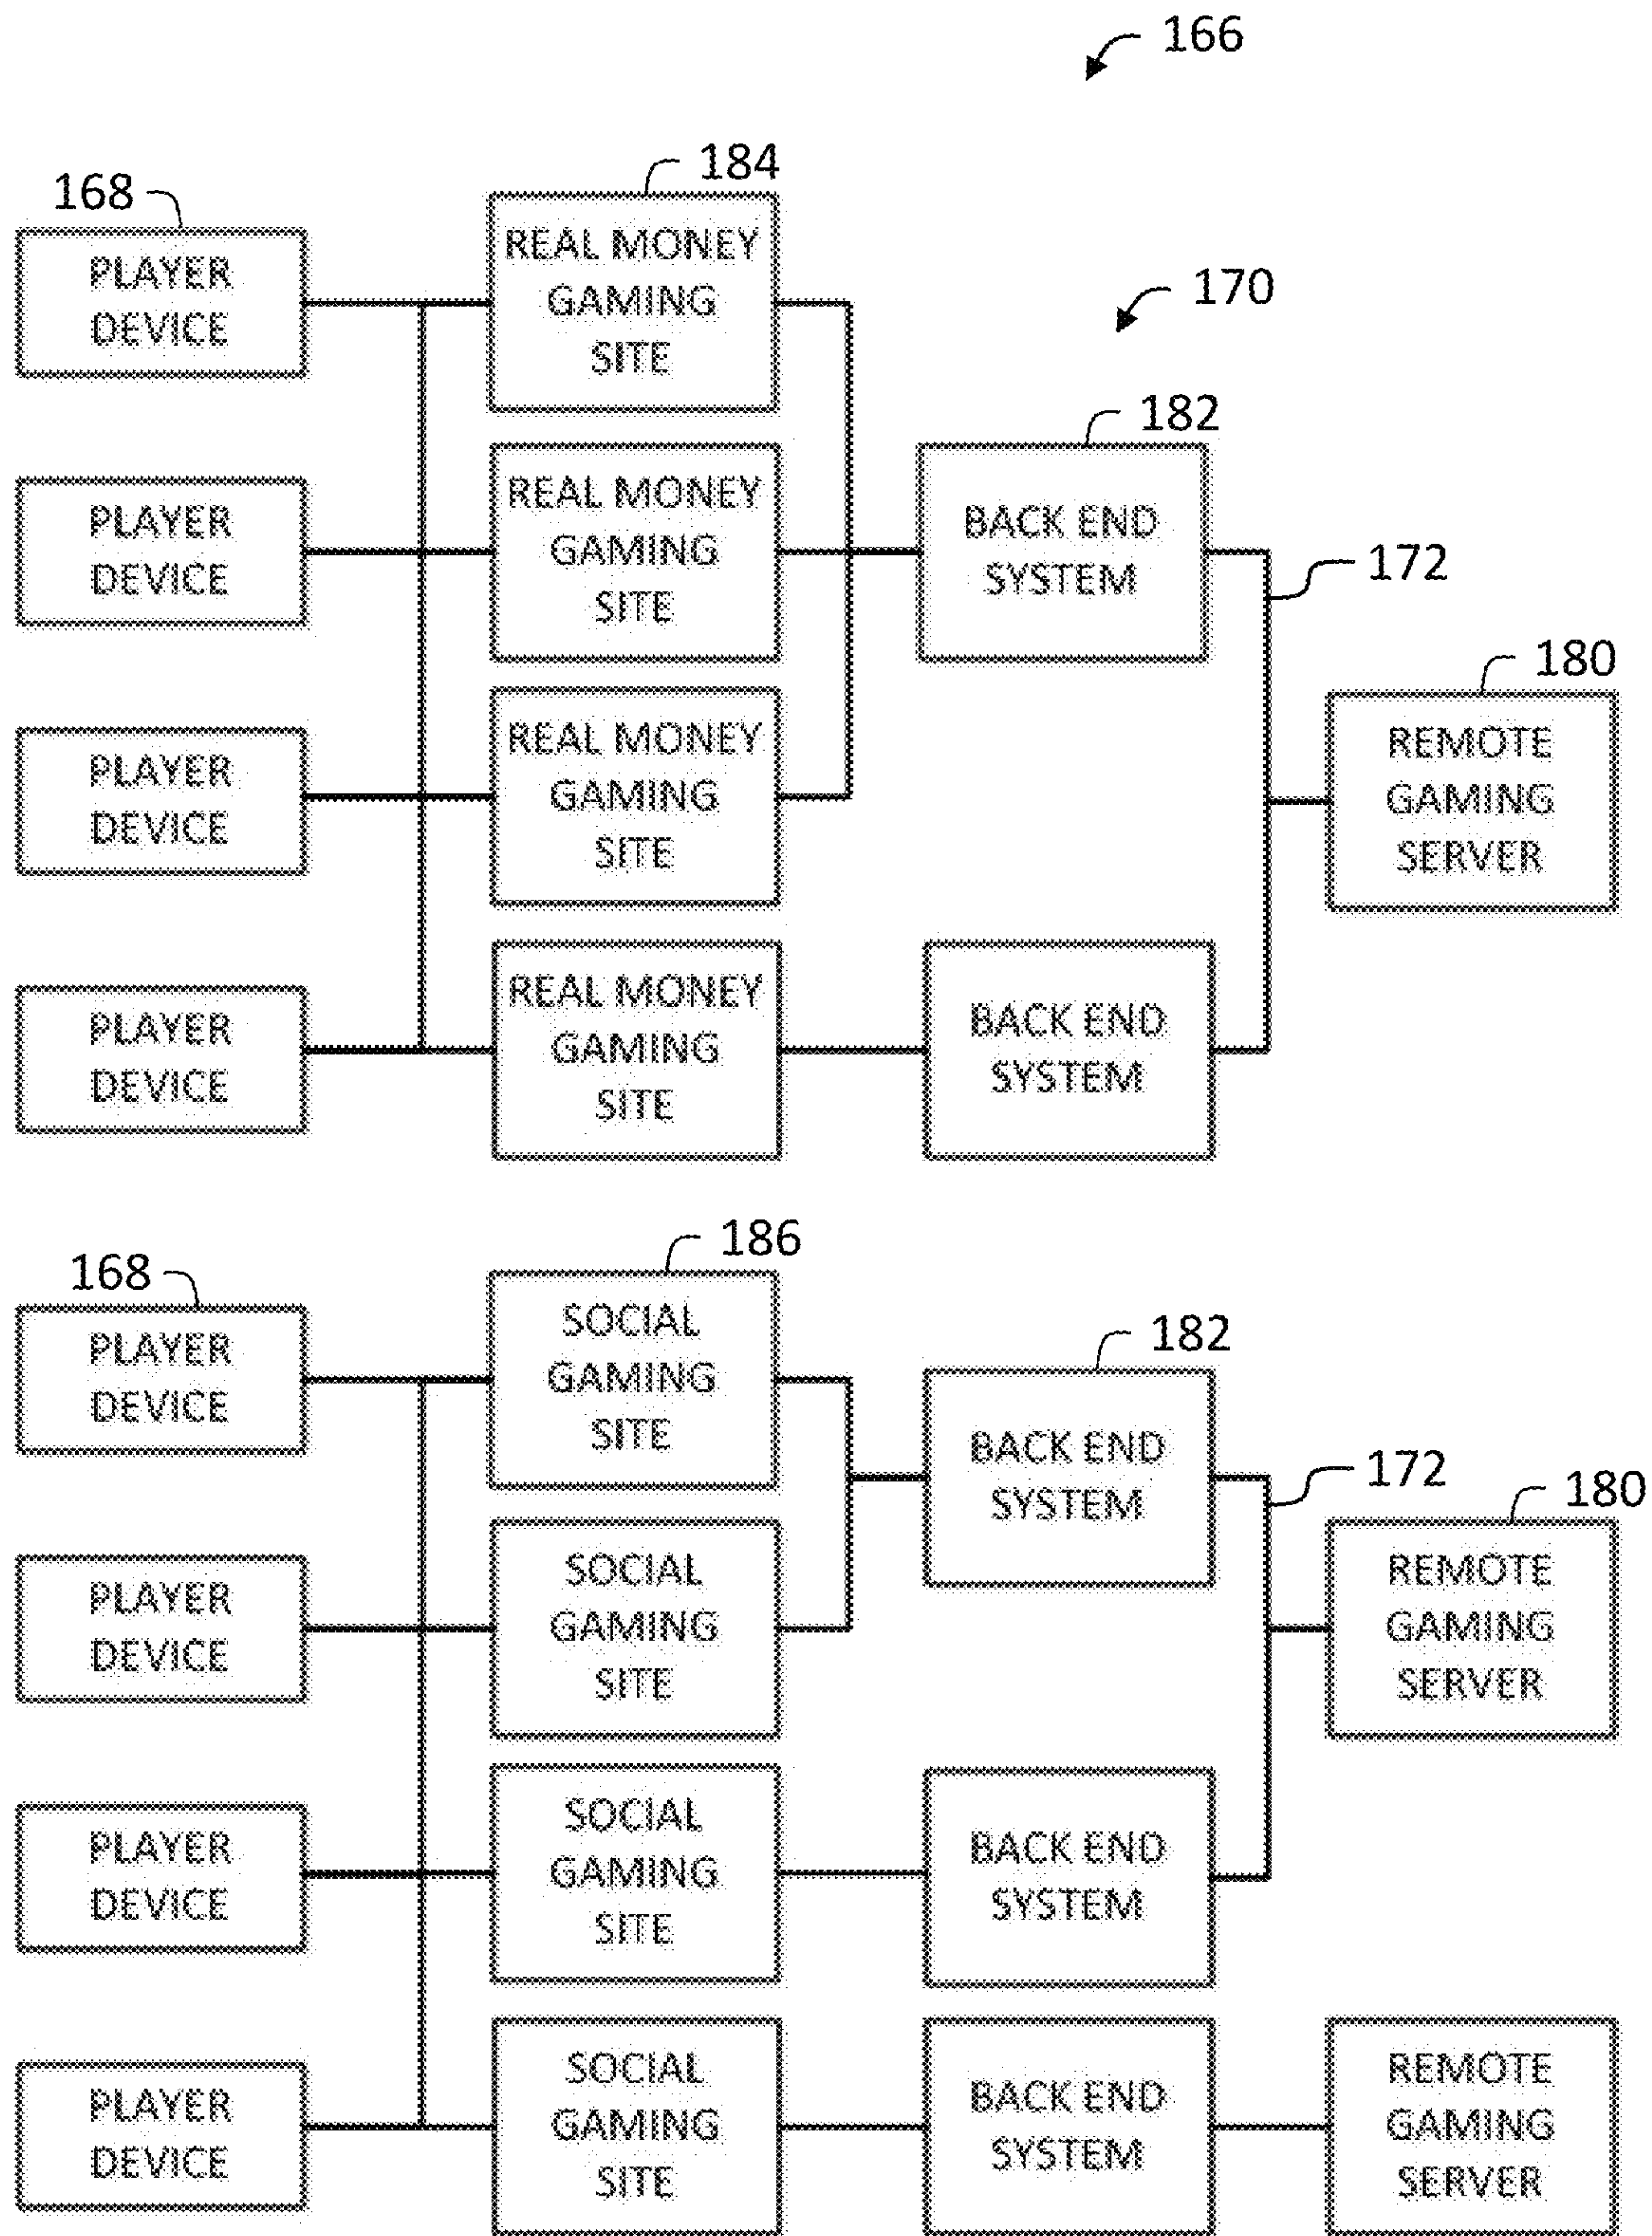 166
184
168
REAL MONEY
GAMING
SITE
PLAYER
DEVICE
170
182
REAL MONEY
GAMING
SITE
PLAYER
DEVICE
BACK END
SYSTEM
172
180
REAL MONEY
GAMING
SITE
PLAYER
DEVICE
REMOTE
GAMING
SERVER
PLAYER
DEVICE
REAL MONEY
GAMING
SITE
BACK END
SYSTEM
186
168
SOCIAL
GAMING
SITE
PLAYER
DEVICE
182
BACK END
SYSTEM
172
180
PLAYER
DEVICE
SOCIAL
GAMING
SITE
REMOTE
GAMING
SERVER
PLAYER
DEVICE
SOCIAL
GAMING
SITE
BACK END
SYSTEM
PLAYER
DEVICE
SOCIAL
GAMING
SITE
BACK END
SYSTEM
REMOTE
GAMING
SERVER